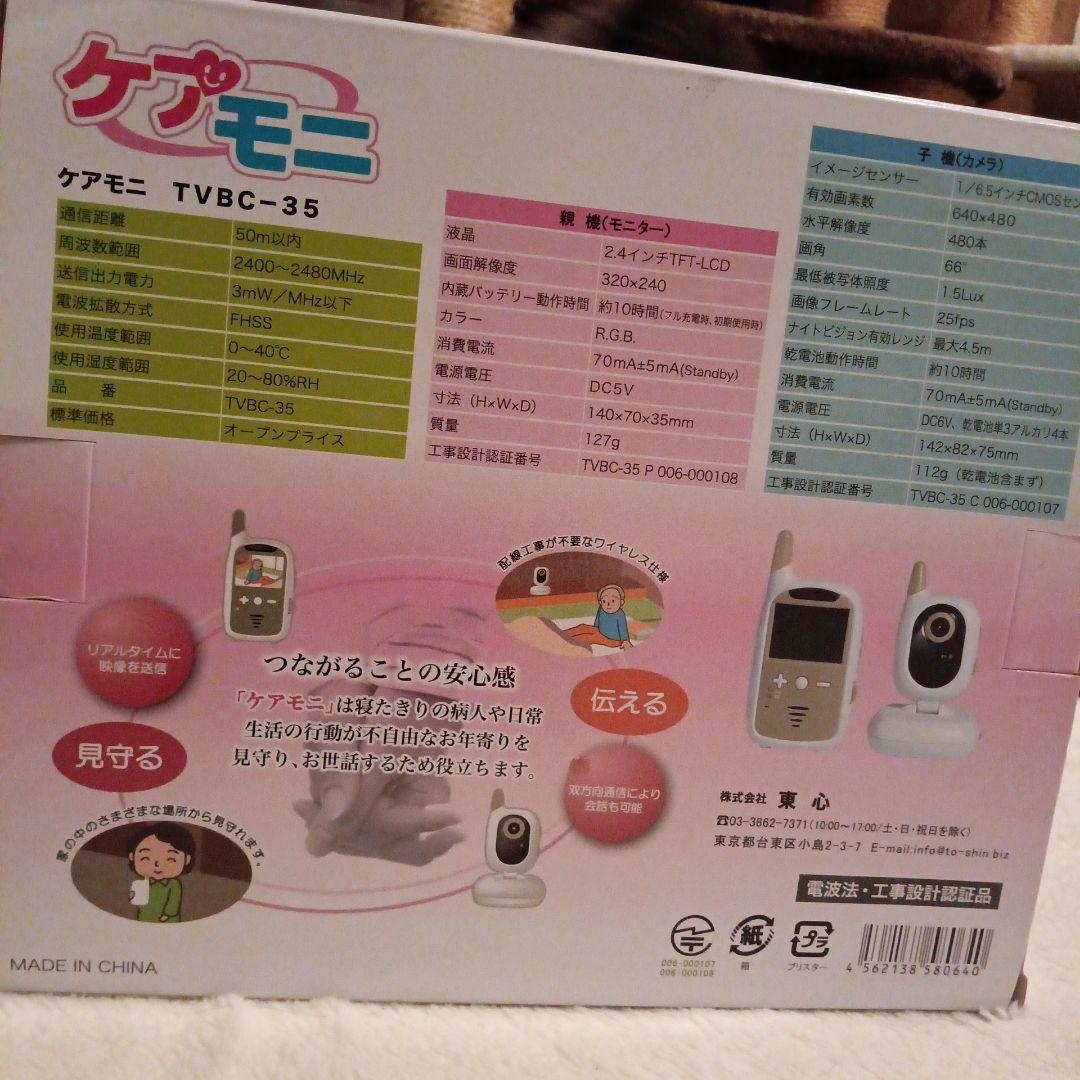 ケアモニ
ケアモニ TVBC-35
通信距離 50m以内
周波数範囲 2400〜2480MHz
送信出力電力 3mW/MHz以下
電波拡散方式 FHSS
使用温度範囲 0〜40℃
使用湿度範囲 20〜80%RH
品 番 TVBC-35
標準価格 オープンプライス
親 機(モニター)
液晶 2.4インチTFT-LCD
画面解像度 320×240
内蔵バッテリー動作時間 約10時間(フル充電時、初期使用時)
カラー R.G.B.
消費電流 70mA±5mA(Standby)
電源電圧 DC5V
寸法(H×W×D) 140×70×35mm
質量 127g
工事設計認証番号 TVBC-35 P 006-000108
子 機(カメラ)
イメージセンサー 1/6.5インチCMOSセン
有効画素数 640×480
水平解像度 480本
画角 66°
最低被写体照度 1.5Lux
画像フレームレート 25fps
ナイトビジョン有効レンジ 最大4.5m
乾電池動作時間 約10時間
消費電流 70mA±5mA(Standby)
電源電圧 DC6V、乾電池単3アルカリ4本
寸法(H×W×D) 142×82×75mm
質量 112g(乾電池含まず)
工事設計認証番号 TVBC-35 C 006-000107
配線工事が不要なワイヤレス仕様
リアルタイムに
映像を送信
つながることの安心感
「ケアモニ」は寝たきりの病人や日常
生活の行動が不自由なお年寄りを
見守り、お世話するため役立ちます。
伝える
見守る
双方向通信により
会話も可能
家の中のさまざまな場所から見守れます。
株式会社 東 心
☎03-3862-7371(10:00〜17:00/土・日・祝日を除く)
東京都台東区小島2-3-7 E-mail:info@to-shin.biz
電波法・工事設計認証品
006-000107
006-000108
紙
箱
プラ
ブリスター
4 562138 580640
MADE IN CHINA